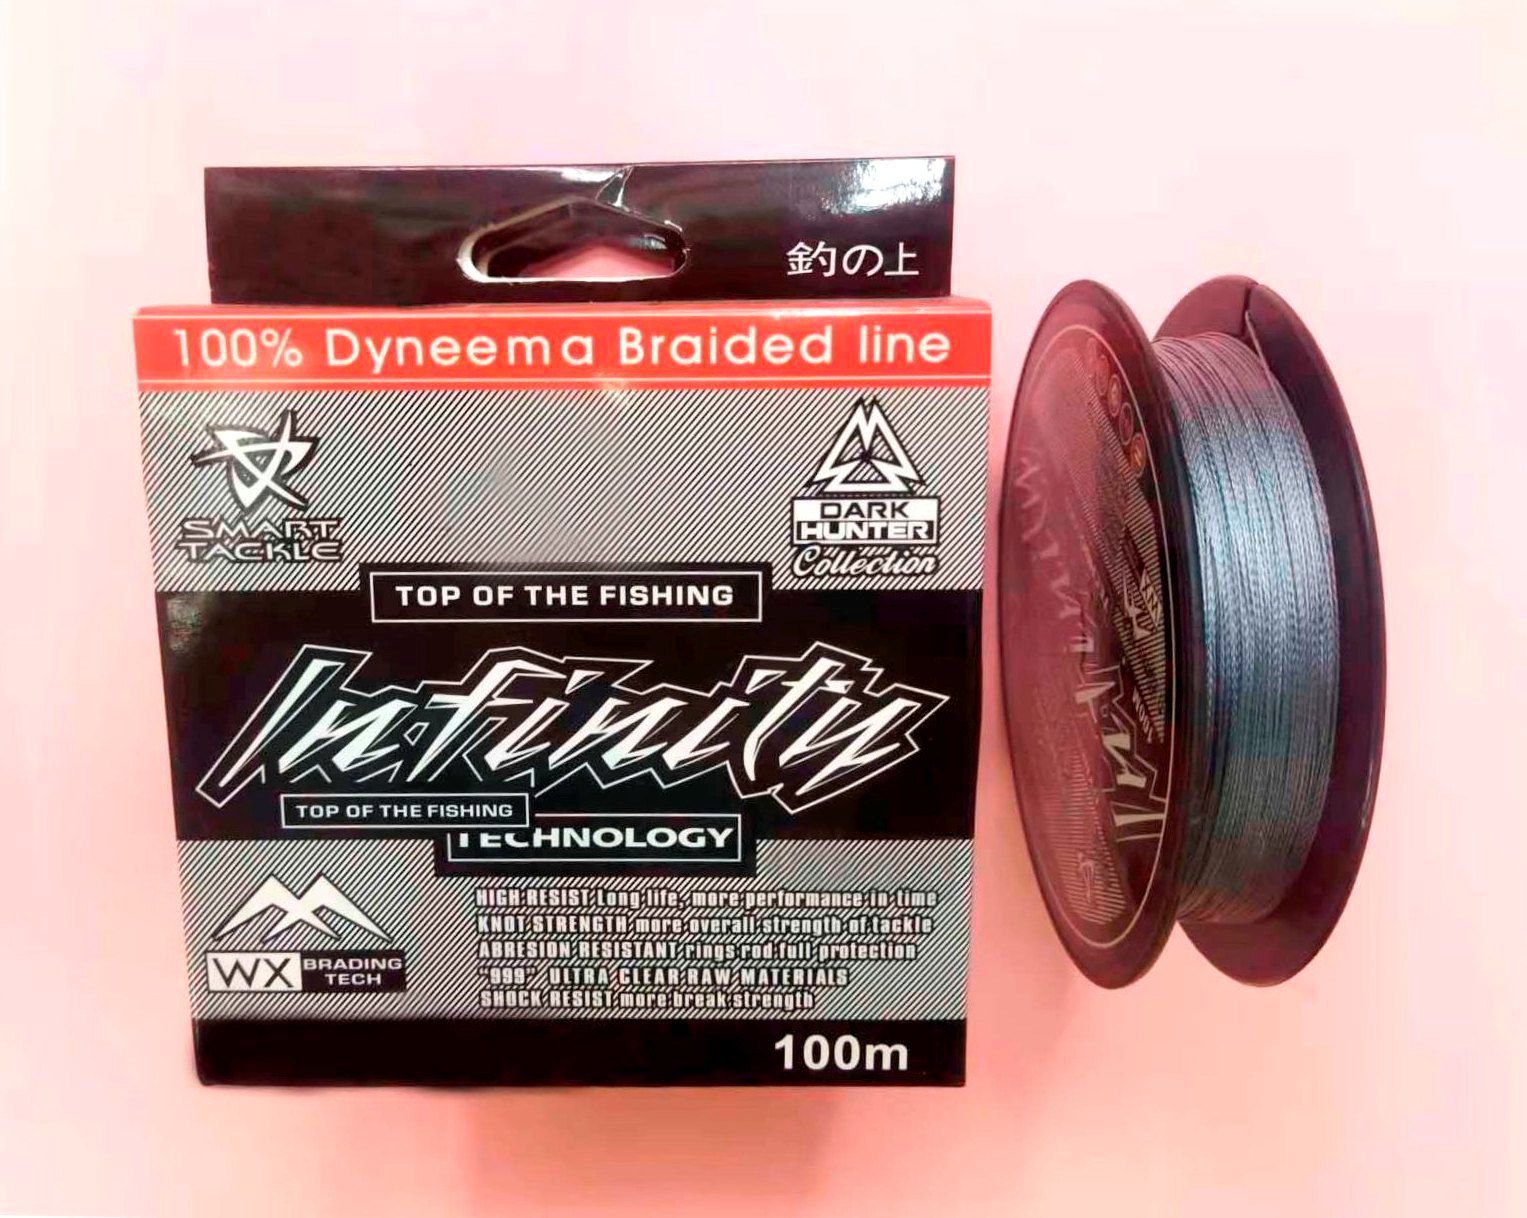 釣の上
100% Dyneema Braided line
SMART
TACKLE
DARK
HUNTER
Collection
TOP OF THE FISHING
Infinity
TOP OF THE FISHING
TECHNOLOGY
WX BRADING
TECH
HIGH RESIST Long life, more performance in time
KNOT STRENGTH more overall strength of tackle
ABRESION RESISTANT rings rod full protection
"999" ULTRA CLEAR RAW MATERIALS
SHOCK RESIST more break strength
100m